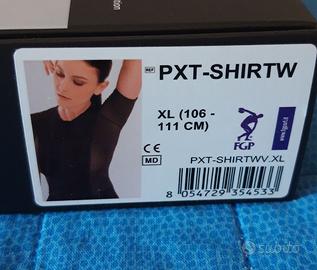 ition
REF PXT-SHIRTW
XL (106 -
111 CM)
FGP
www.fgpsrl.it
CE
MD
PXT-SHIRTWV.XL
8 054729 354533
subito